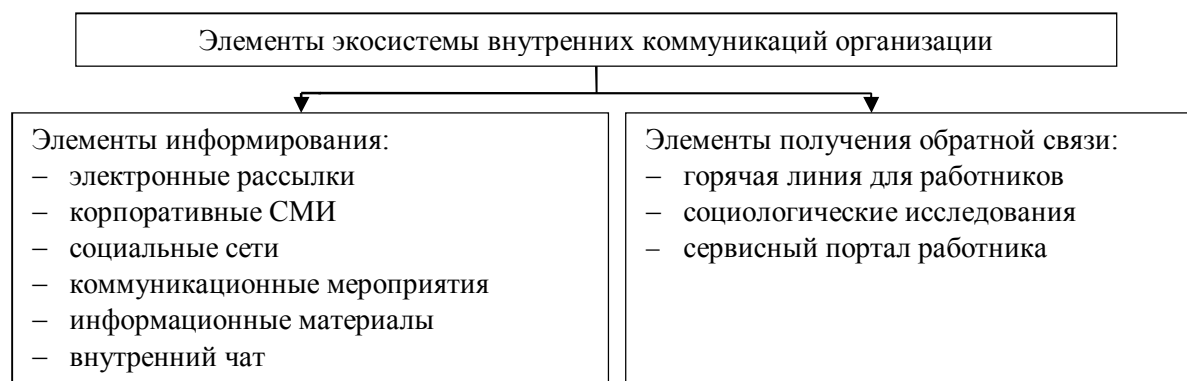 Элементы экосистемы внутренних коммуникаций организации
Элементы информирования:
– электронные рассылки
– корпоративные СМИ
– социальные сети
– коммуникационные мероприятия
– информационные материалы
– внутренний чат
Элементы получения обратной связи:
– горячая линия для работников
– социологические исследования
– сервисный портал работника